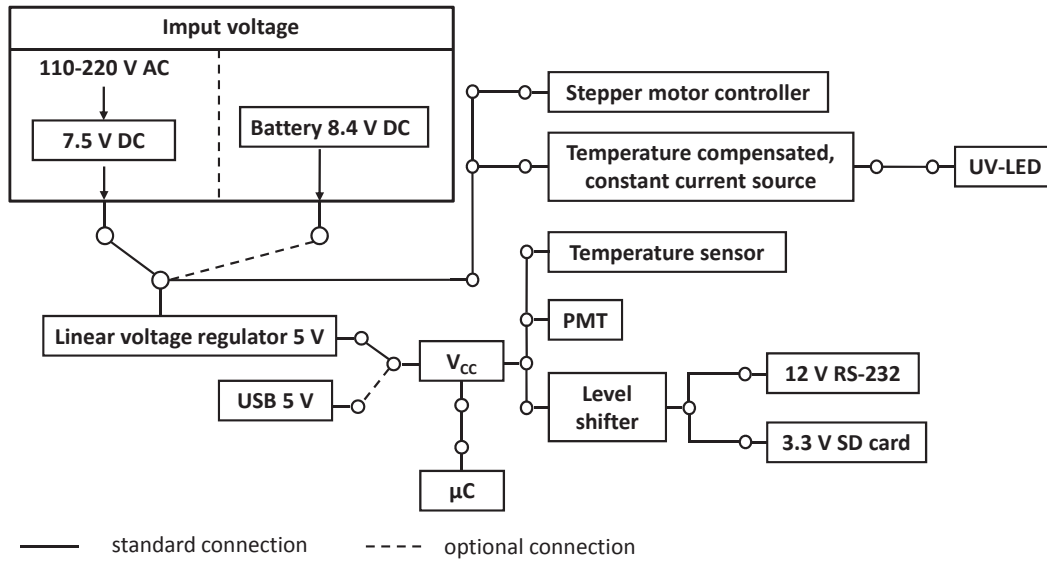 Imput voltage
110-220 V AC
7.5 V DC
Battery 8.4 V DC
Stepper motor controller
Temperature compensated,
constant current source
UV-LED
Temperature sensor
PMT
Linear voltage regulator 5 V
V_CC
USB 5 V
Level
shifter
12 V RS-232
3.3 V SD card
µC
standard connection
optional connection